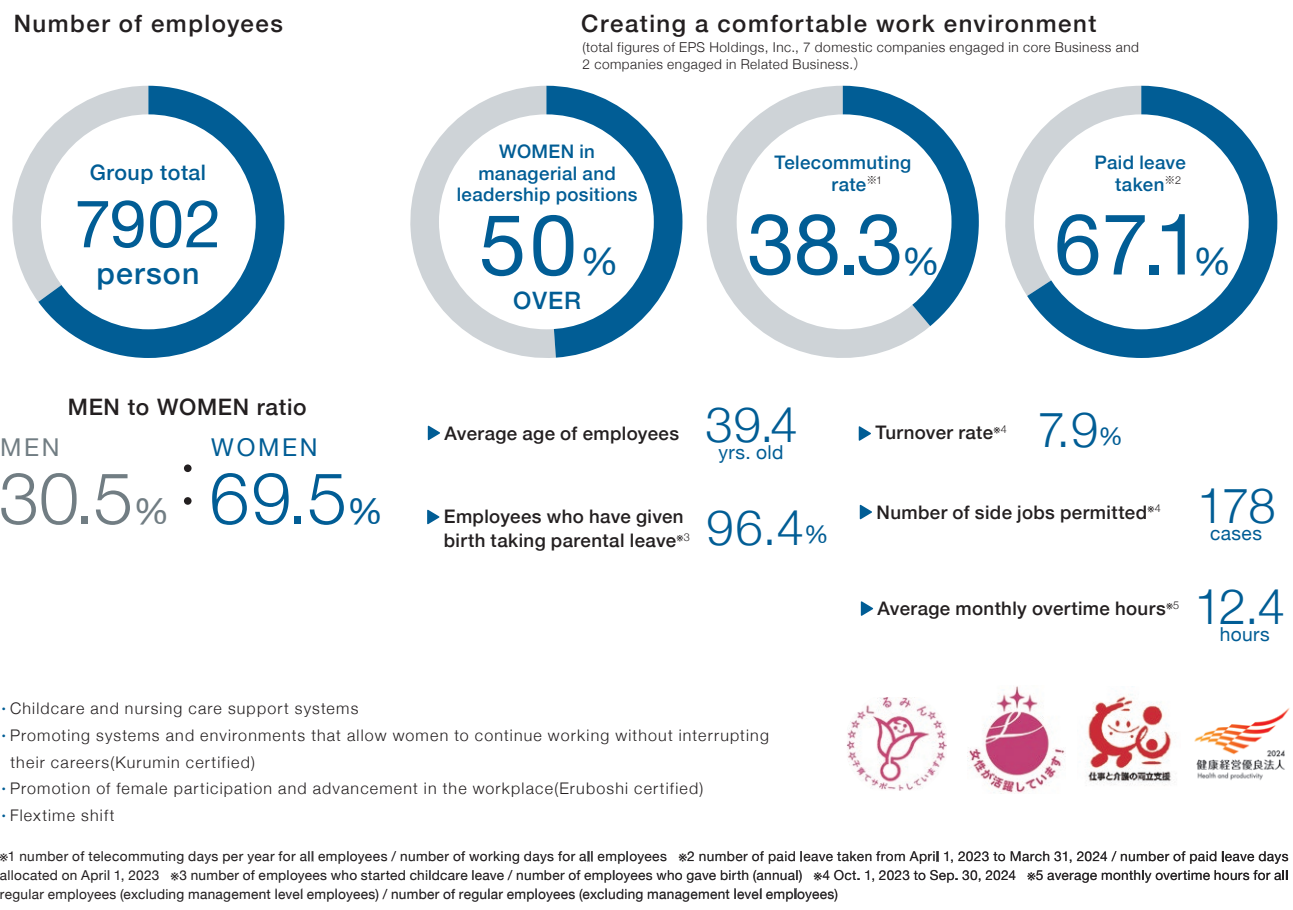 Number of employees
Group total
7902
person
MEN to WOMEN ratio
MEN
30.5%
:
WOMEN
69.5%
Creating a comfortable work environment
(total figures of EPS Holdings, Inc., 7 domestic companies engaged in core Business and
2 companies engaged in Related Business.)
WOMEN in
managerial and
leadership positions
50%
OVER
Telecommuting
rate※1
38.3%
Paid leave
taken※2
67.1%
▶Average age of employees
39.4
yrs. old
▶Employees who have given
birth taking parental leave※3
96.4%
▶Turnover rate※4
7.9%
▶Number of side jobs permitted※4
178
cases
▶Average monthly overtime hours※5
12.4
hours
・Childcare and nursing care support systems
・Promoting systems and environments that allow women to continue working without interrupting
their careers(Kurumin certified)
・Promotion of female participation and advancement in the workplace(Eruboshi certified)
・Flextime shift
くるみん
子育てサポートしています
女性が活躍しています!
仕事と介護の両立支援
2024
健康経営優良法人
Health and productivity
※1 number of telecommuting days per year for all employees / number of working days for all employees ※2 number of paid leave taken from April 1, 2023 to March 31, 2024 / number of paid leave days
allocated on April 1, 2023 ※3 number of employees who started childcare leave / number of employees who gave birth (annual) ※4 Oct. 1, 2023 to Sep. 30, 2024 ※5 average monthly overtime hours for all
regular employees (excluding management level employees) / number of regular employees (excluding management level employees)